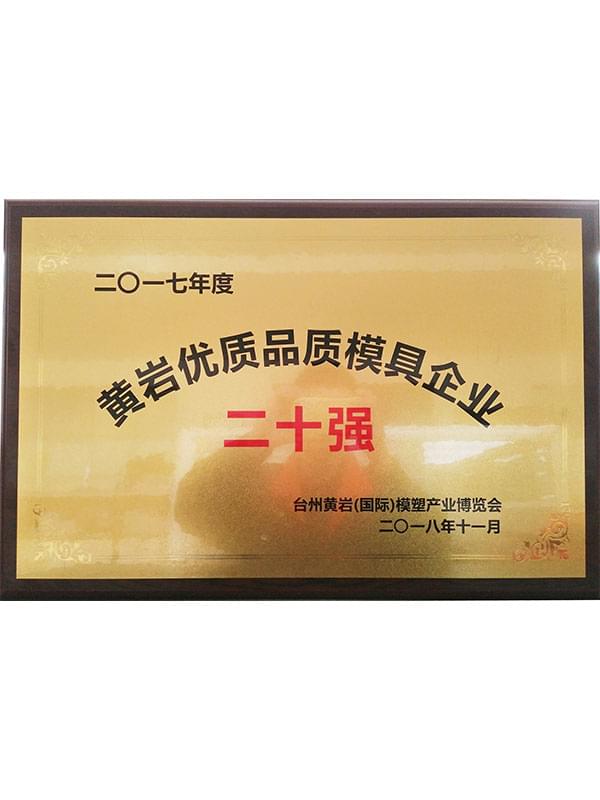 二〇一七年度
黄岩优质品质模具企业
二十强
台州黄岩(国际)模塑产业博览会
二〇一八年十一月